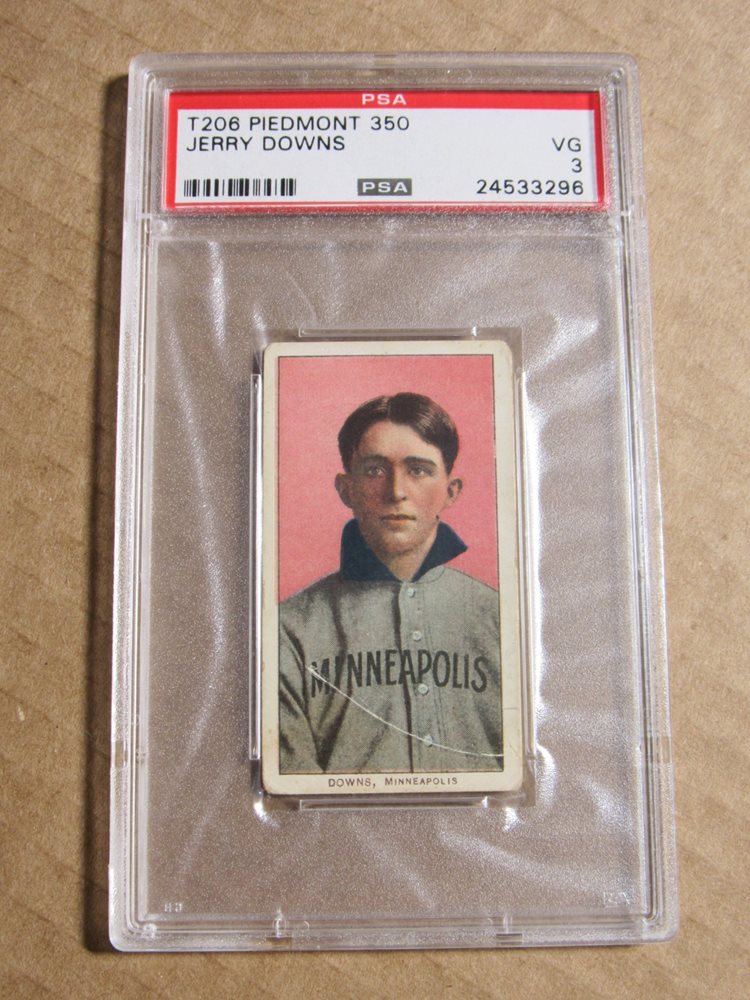 PSA
T206 PIEDMONT 350
JERRY DOWNS
VG
3
PSA
24533296
MINNEAPOLIS
DOWNS, MINNEAPOLIS